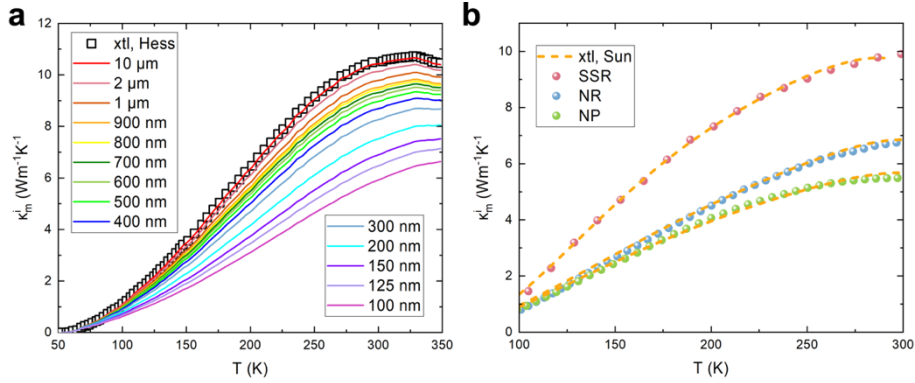 a
b
12
10
8
6
4
2
0
κʲₘ (Wm⁻¹K⁻¹)
xtl, Hess
10 μm
2 μm
1 μm
900 nm
800 nm
700 nm
600 nm
500 nm
400 nm
300 nm
200 nm
150 nm
125 nm
100 nm
50 100 150 200 250 300 350
T (K)
10
8
6
4
2
0
κʲₘ (Wm⁻¹K⁻¹)
xtl, Sun
SSR
NR
NP
100 150 200 250 300
T (K)